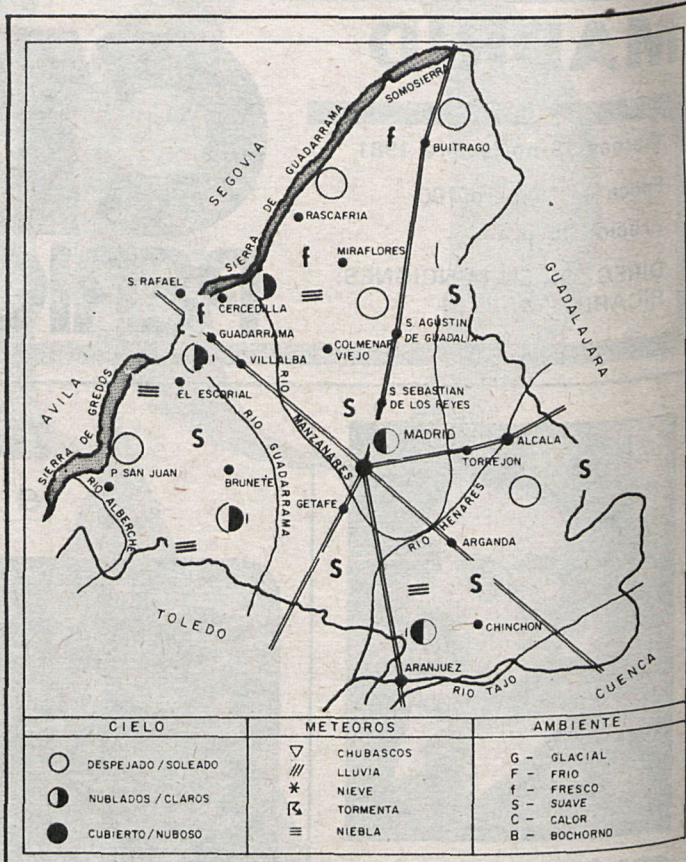 SOMOSIERRA
f
BUITRAGO
SEGOVIA
SIERRA DE GUADARRAMA
RASCAFRIA
f
MIRAFLORES
GUADALAJARA
S. RAFAEL
CERCEDILLA
S
f
GUADARRAMA
S. AGUSTIN
DE GUADALIX
COLMENAR
VIEJO
VILLALBA
AVILA
SIERRA DE GREDOS
EL ESCORIAL
RIO MANZANARES
S
S. SEBASTIAN
DE LOS REYES
RIO GUADARRAMA
S
MADRID
ALCALA
TORREJON
S
P. SAN JUAN
BRUNETE
RIO ALBERCHE
GETAFE
RIO HENARES
ARGANDA
S
S
TOLEDO
CHINCHON
ARANJUEZ
RIO TAJO
CUENCA
CIELO
DESPEJADO/SOLEADO
NUBLADOS/CLAROS
CUBIERTO/NUBOSO
METEOROS
CHUBASCOS
LLUVIA
NIEVE
TORMENTA
NIEBLA
AMBIENTE
G - GLACIAL
F - FRIO
f - FRESCO
S - SUAVE
C - CALOR
B - BOCHORNO